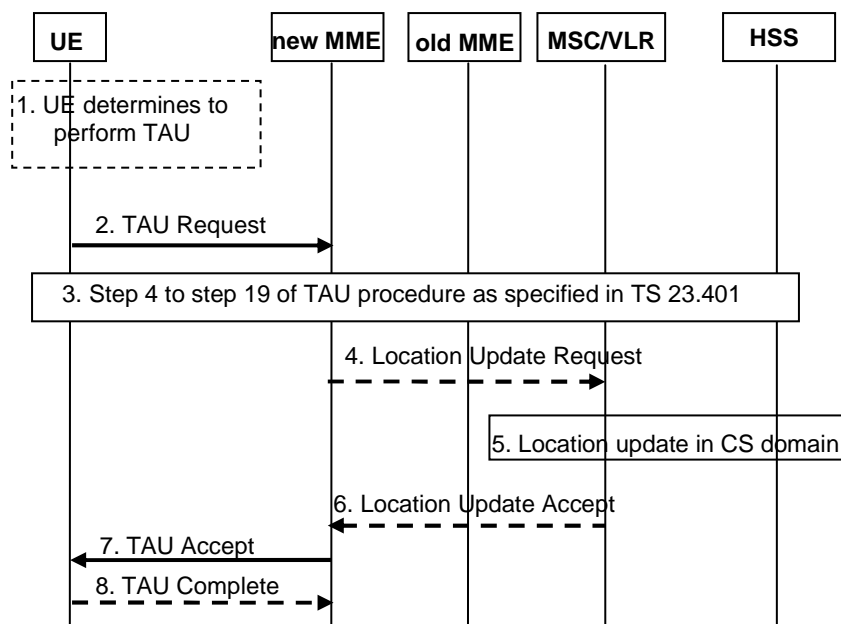 UE
new MME
old MME
MSC/VLR
HSS
1. UE determines to
perform TAU
2. TAU Request
3. Step 4 to step 19 of TAU procedure as specified in TS 23.401
4. Location Update Request
5. Location update in CS domain
6. Location Update Accept
7. TAU Accept
8. TAU Complete